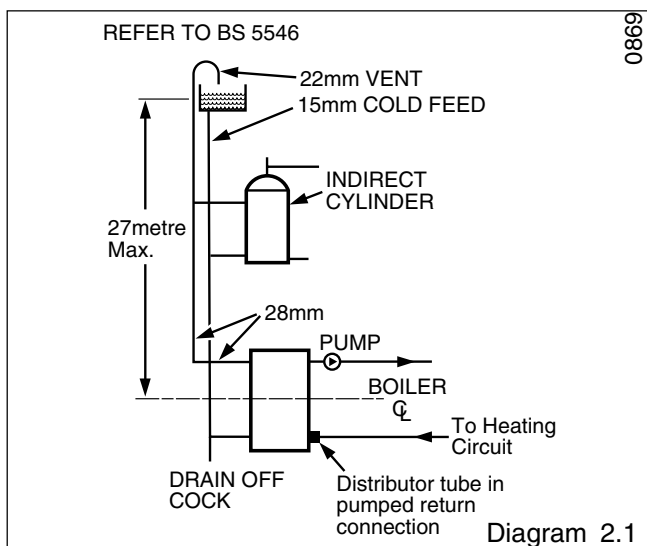 REFER TO BS 5546
0869
22mm VENT
15mm COLD FEED
INDIRECT
CYLINDER
27metre
Max.
28mm
PUMP
BOILER
℄
To Heating
Circuit
DRAIN OFF
COCK
Distributor tube in
pumped return
connection
Diagram 2.1